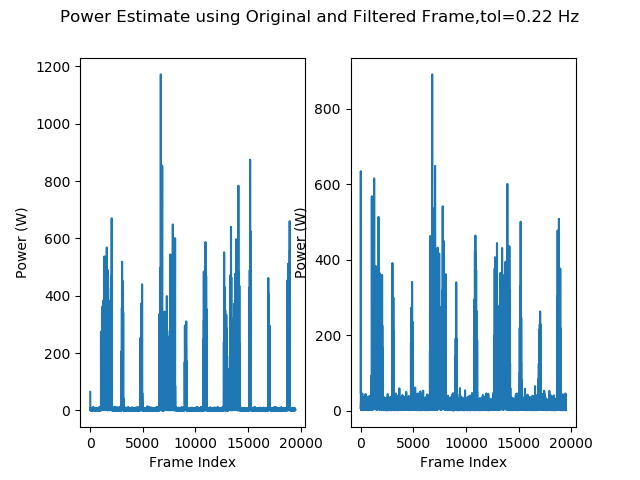 Power Estimate using Original and Filtered Frame,tol=0.22 Hz
Power (W)
1200
1000
800
600
400
200
0
0 5000 10000 15000 20000
Frame Index
Power (W)
800
600
400
200
0
0 5000 10000 15000 20000
Frame Index